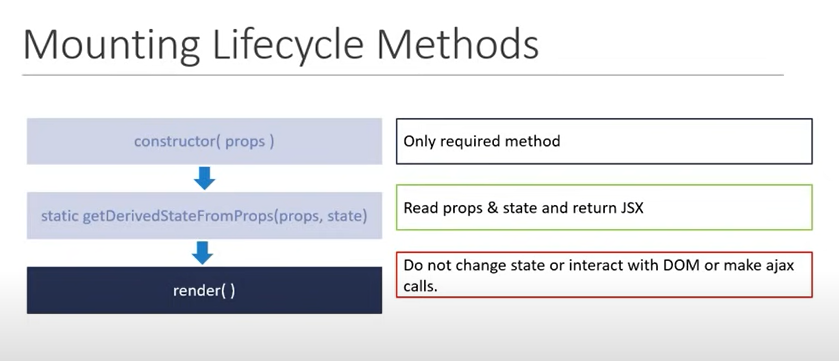 Mounting Lifecycle Methods
constructor( props )
Only required method
static getDerivedStateFromProps(props, state)
Read props & state and return JSX
render( )
Do not change state or interact with DOM or make ajax
calls.